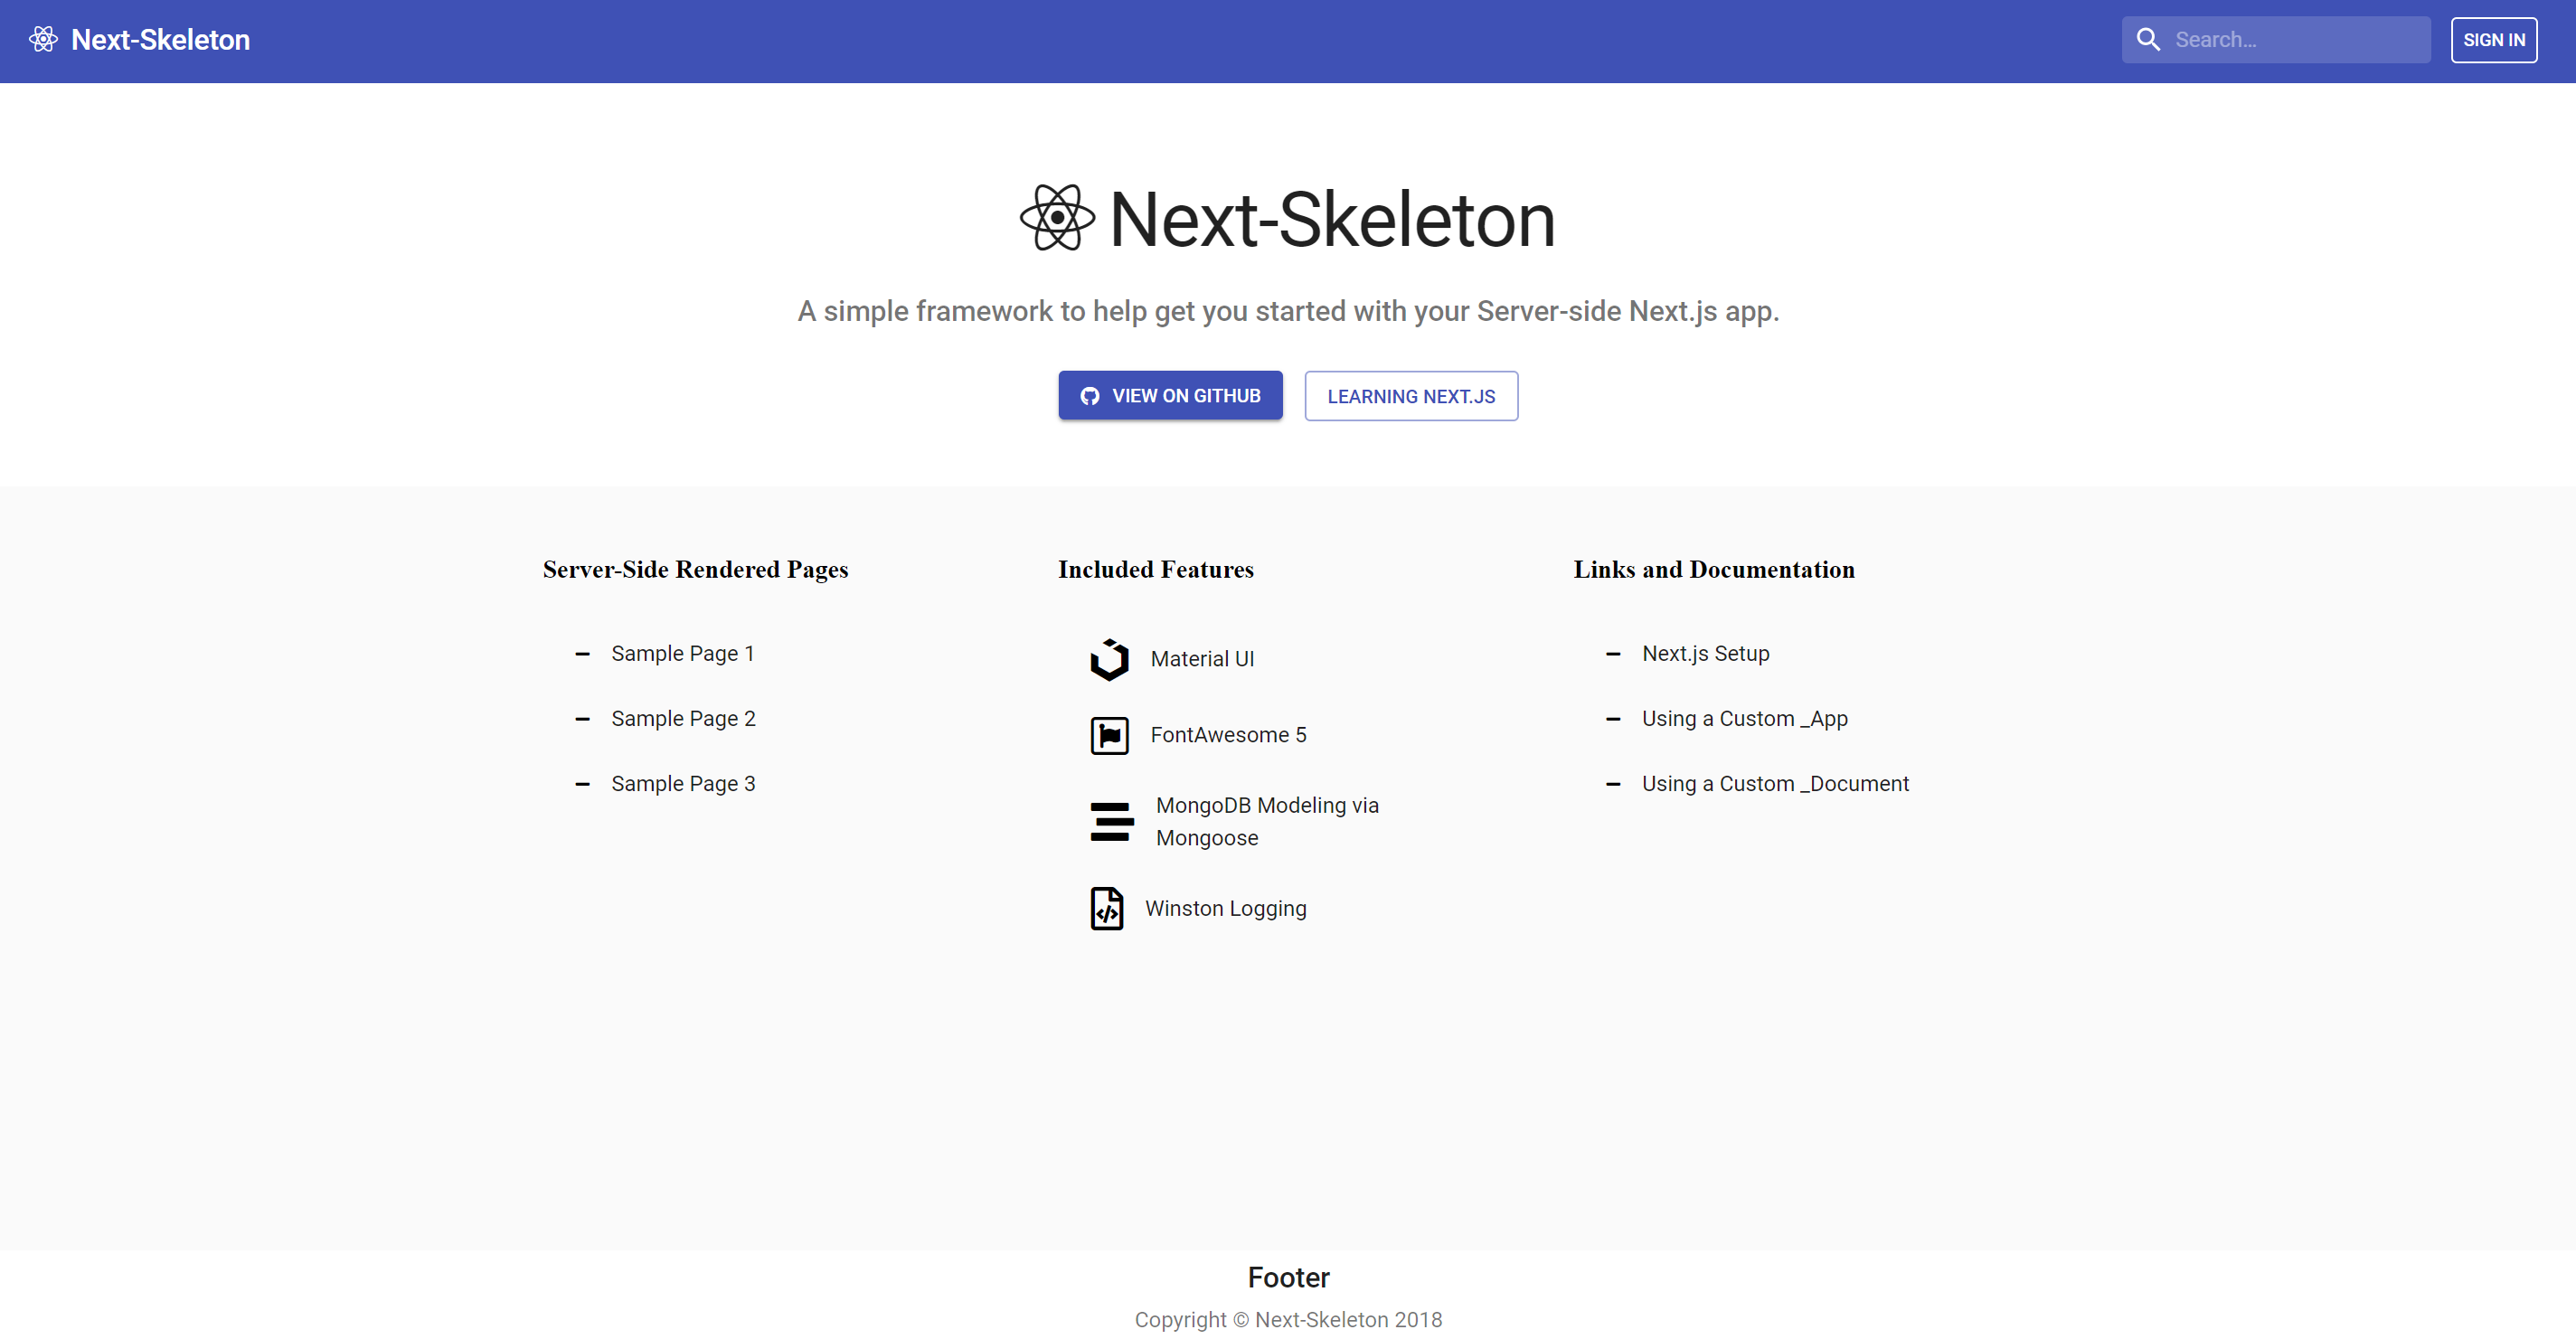 Next-Skeleton
Search...
SIGN IN
Next-Skeleton
A simple framework to help get you started with your Server-side Next.js app.
VIEW ON GITHUB
LEARNING NEXT.JS
Server-Side Rendered Pages
Sample Page 1
Sample Page 2
Sample Page 3
Included Features
Material UI
FontAwesome 5
MongoDB Modeling via
Mongoose
Winston Logging
Links and Documentation
Next.js Setup
Using a Custom _App
Using a Custom _Document
Footer
Copyright © Next-Skeleton 2018